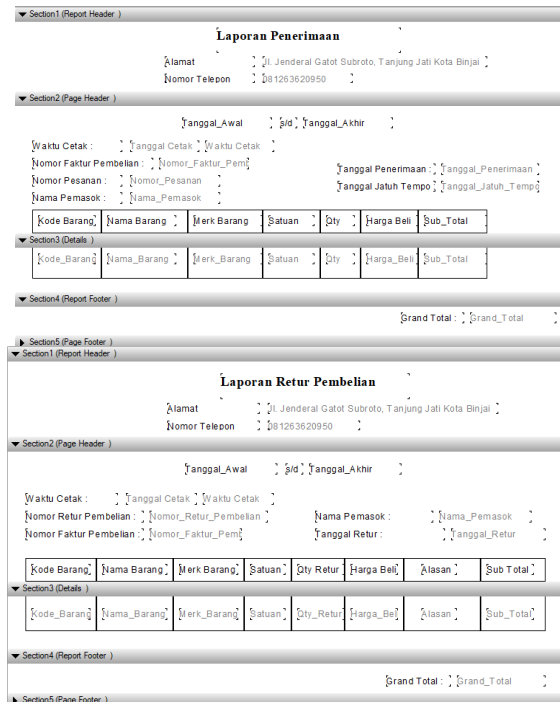 Section1 (Report Header )
Laporan Penerimaan
Alamat Jl. Jenderal Gatot Subroto, Tanjung Jati Kota Binjai
Nomor Telepon 081263620950
Section2 (Page Header )
Tanggal_Awal s/d Tanggal_Akhir
Waktu Cetak : Tanggal Cetak Waktu Cetak
Nomor Faktur Pembelian : Nomor_Faktur_Pemb
Tanggal Penerimaan : Tanggal_Penerimaan
Nomor Pesanan : Nomor_Pesanan
Tanggal Jatuh Tempo Tanggal_Jatuh_Tempo
Nama Pemasok : Nama_Pemasok
Kode Barang Nama Barang Merk Barang Satuan Qty Harga Beli Sub_Total
Section3 (Details )
Kode_Barang Nama_Barang Merk_Barang Satuan Qty Harga_Beli Sub_Total
Section4 (Report Footer )
Grand Total : Grand_Total
Section5 (Page Footer )
Section1 (Report Header )
Laporan Retur Pembelian
Alamat Jl. Jenderal Gatot Subroto, Tanjung Jati Kota Binjai
Nomor Telepon 081263620950
Section2 (Page Header )
Tanggal_Awal s/d Tanggal_Akhir
Waktu Cetak : Tanggal Cetak Waktu Cetak
Nomor Retur Pembelian : Nomor_Retur_Pembelian Nama Pemasok : Nama_Pemasok
Nomor Faktur Pembelian : Nomor_Faktur_Pemb Tanggal Retur : Tanggal_Retur
Kode Barang Nama Barang Merk Barang Satuan Qty Retur Harga Beli Alasan Sub Total
Section3 (Details )
Kode_Barang Nama_Barang Merk_Barang Satuan Qty_Retur Harga_Bel Alasan Sub_Total
Section4 (Report Footer )
Grand Total : Grand_Total
Section5 (Page Footer )